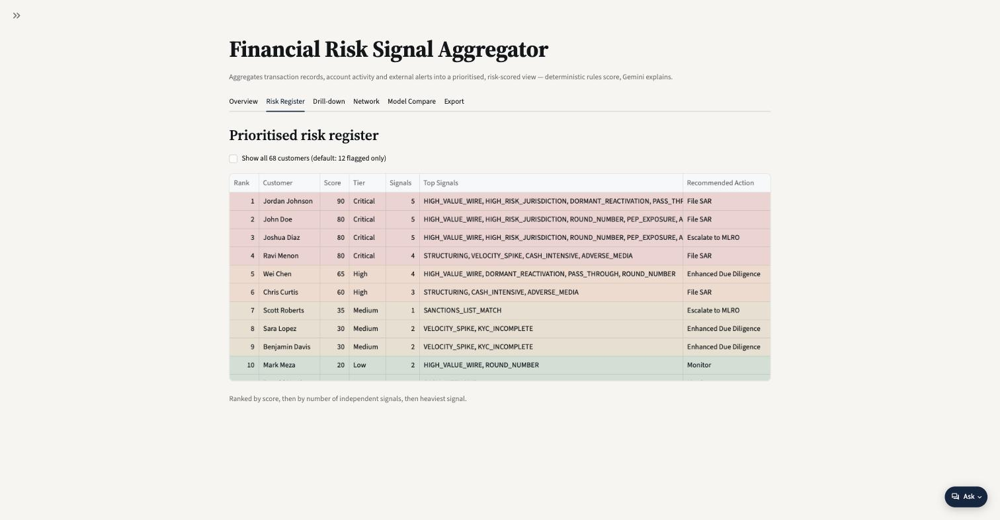 Financial Risk Signal Aggregator
Aggregates transaction records, account activity and external alerts into a prioritised, risk-scored view — deterministic rules score, Gemini explains.
Overview Risk Register Drill-down Network Model Compare Export
Prioritised risk register
Show all 68 customers (default: 12 flagged only)
Rank Customer Score Tier Signals Top Signals Recommended Action
1 Jordan Johnson 90 Critical 5 HIGH_VALUE_WIRE, HIGH_RISK_JURISDICTION, DORMANT_REACTIVATION, PASS_THR File SAR
2 John Doe 80 Critical 5 HIGH_VALUE_WIRE, HIGH_RISK_JURISDICTION, ROUND_NUMBER, PEP_EXPOSURE, A File SAR
3 Joshua Diaz 80 Critical 5 HIGH_VALUE_WIRE, HIGH_RISK_JURISDICTION, ROUND_NUMBER, PEP_EXPOSURE, A Escalate to MLRO
4 Ravi Menon 80 Critical 4 STRUCTURING, VELOCITY_SPIKE, CASH_INTENSIVE, ADVERSE_MEDIA File SAR
5 Wei Chen 65 High 4 HIGH_VALUE_WIRE, DORMANT_REACTIVATION, PASS_THROUGH, ROUND_NUMBER Enhanced Due Diligence
6 Chris Curtis 60 High 3 STRUCTURING, CASH_INTENSIVE, ADVERSE_MEDIA File SAR
7 Scott Roberts 35 Medium 1 SANCTIONS_LIST_MATCH Escalate to MLRO
8 Sara Lopez 30 Medium 2 VELOCITY_SPIKE, KYC_INCOMPLETE Enhanced Due Diligence
9 Benjamin Davis 30 Medium 2 VELOCITY_SPIKE, KYC_INCOMPLETE Enhanced Due Diligence
10 Mark Meza 20 Low 2 HIGH_VALUE_WIRE, ROUND_NUMBER Monitor
Ranked by score, then by number of independent signals, then heaviest signal.
Ask